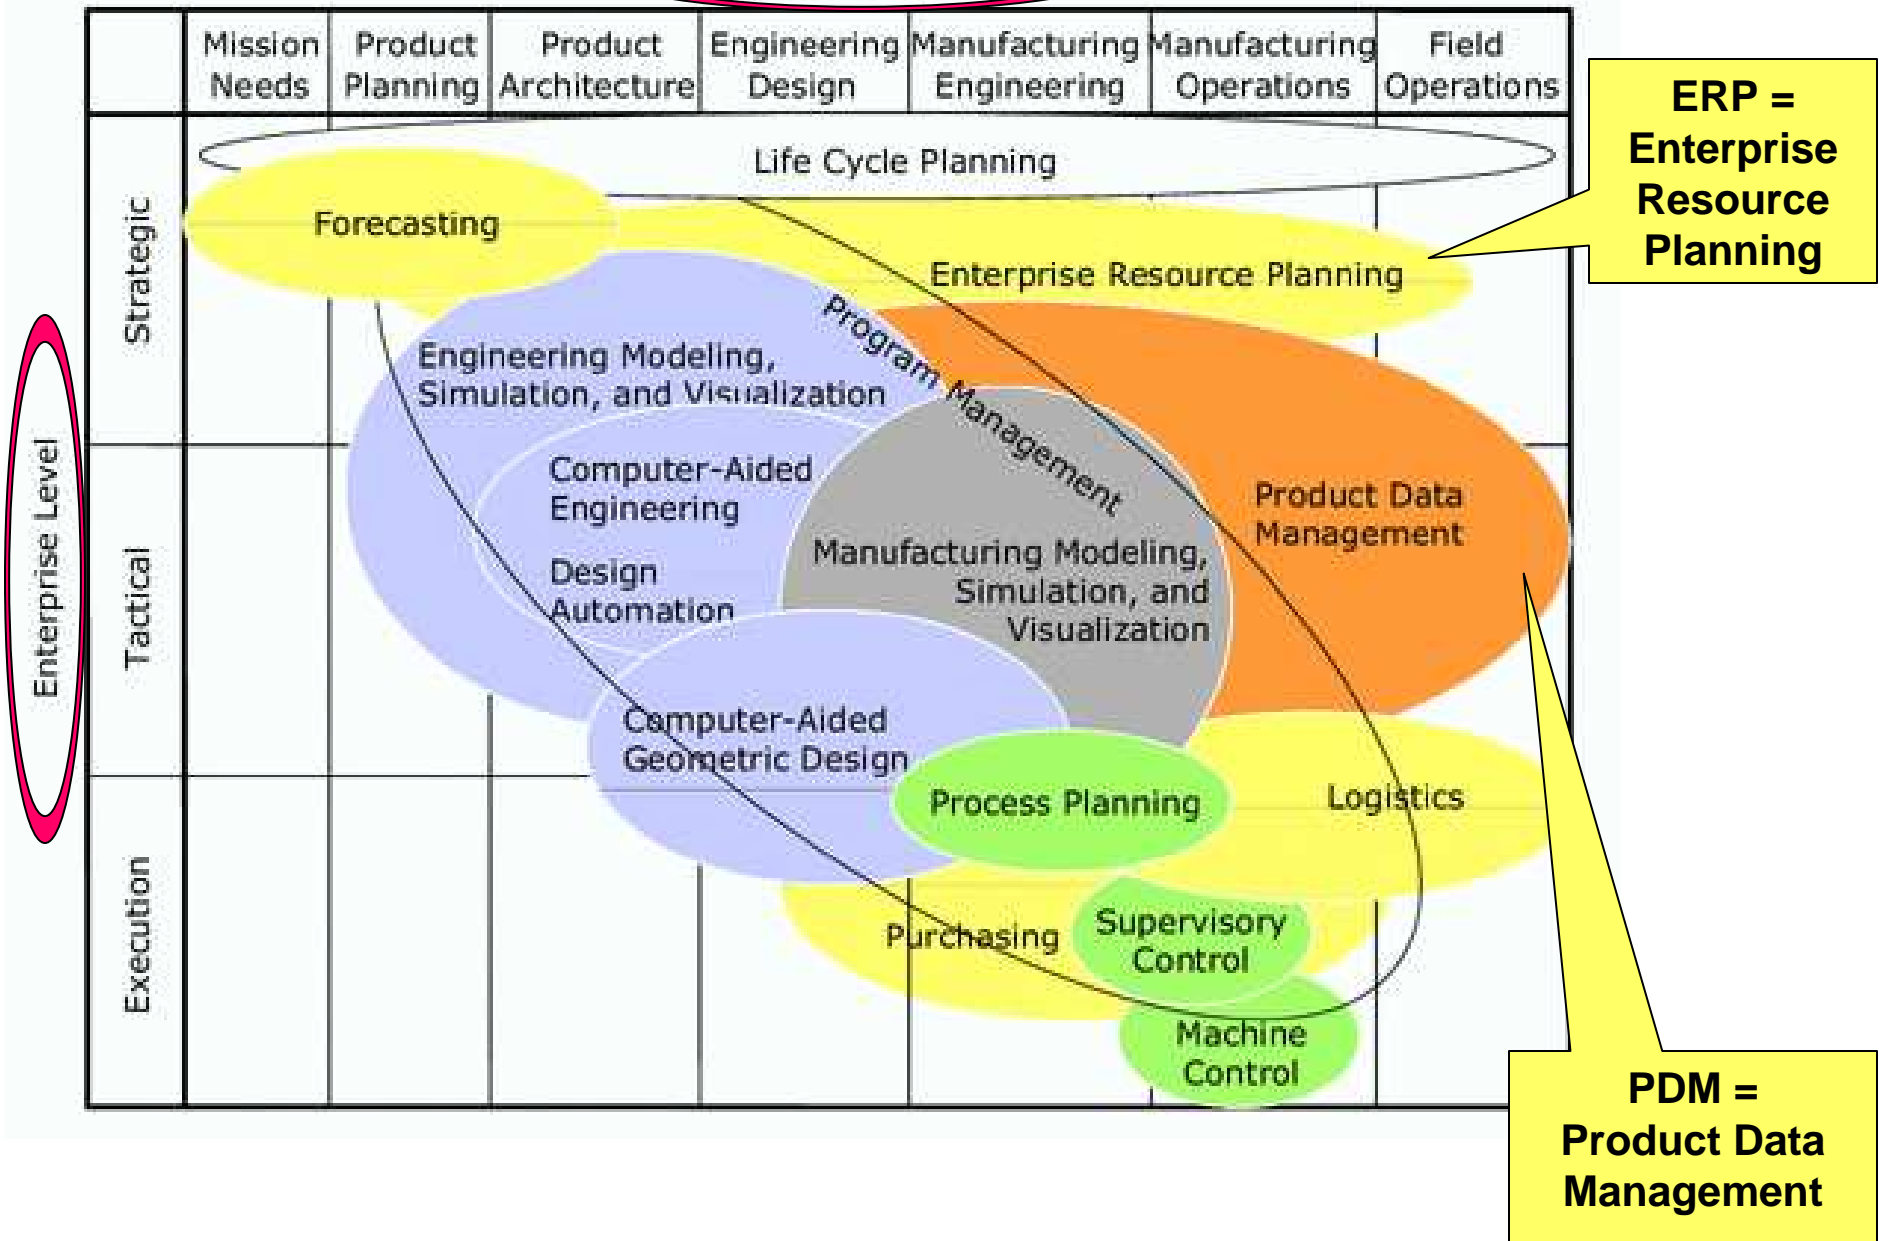 Mission
Needs
Product
Planning
Product
Architecture
Engineering
Design
Manufacturing
Engineering
Manufacturing
Operations
Field
Operations
ERP =
Enterprise
Resource
Planning
Life Cycle Planning
Forecasting
Enterprise Resource Planning
Strategic
Program Management
Engineering Modeling,
Simulation, and Visualization
Enterprise Level
Tactical
Computer-Aided
Engineering
Design
Automation
Product Data
Management
Manufacturing Modeling,
Simulation, and
Visualization
Computer-Aided
Geometric Design
Process Planning
Logistics
Execution
Purchasing
Supervisory
Control
Machine
Control
PDM =
Product Data
Management